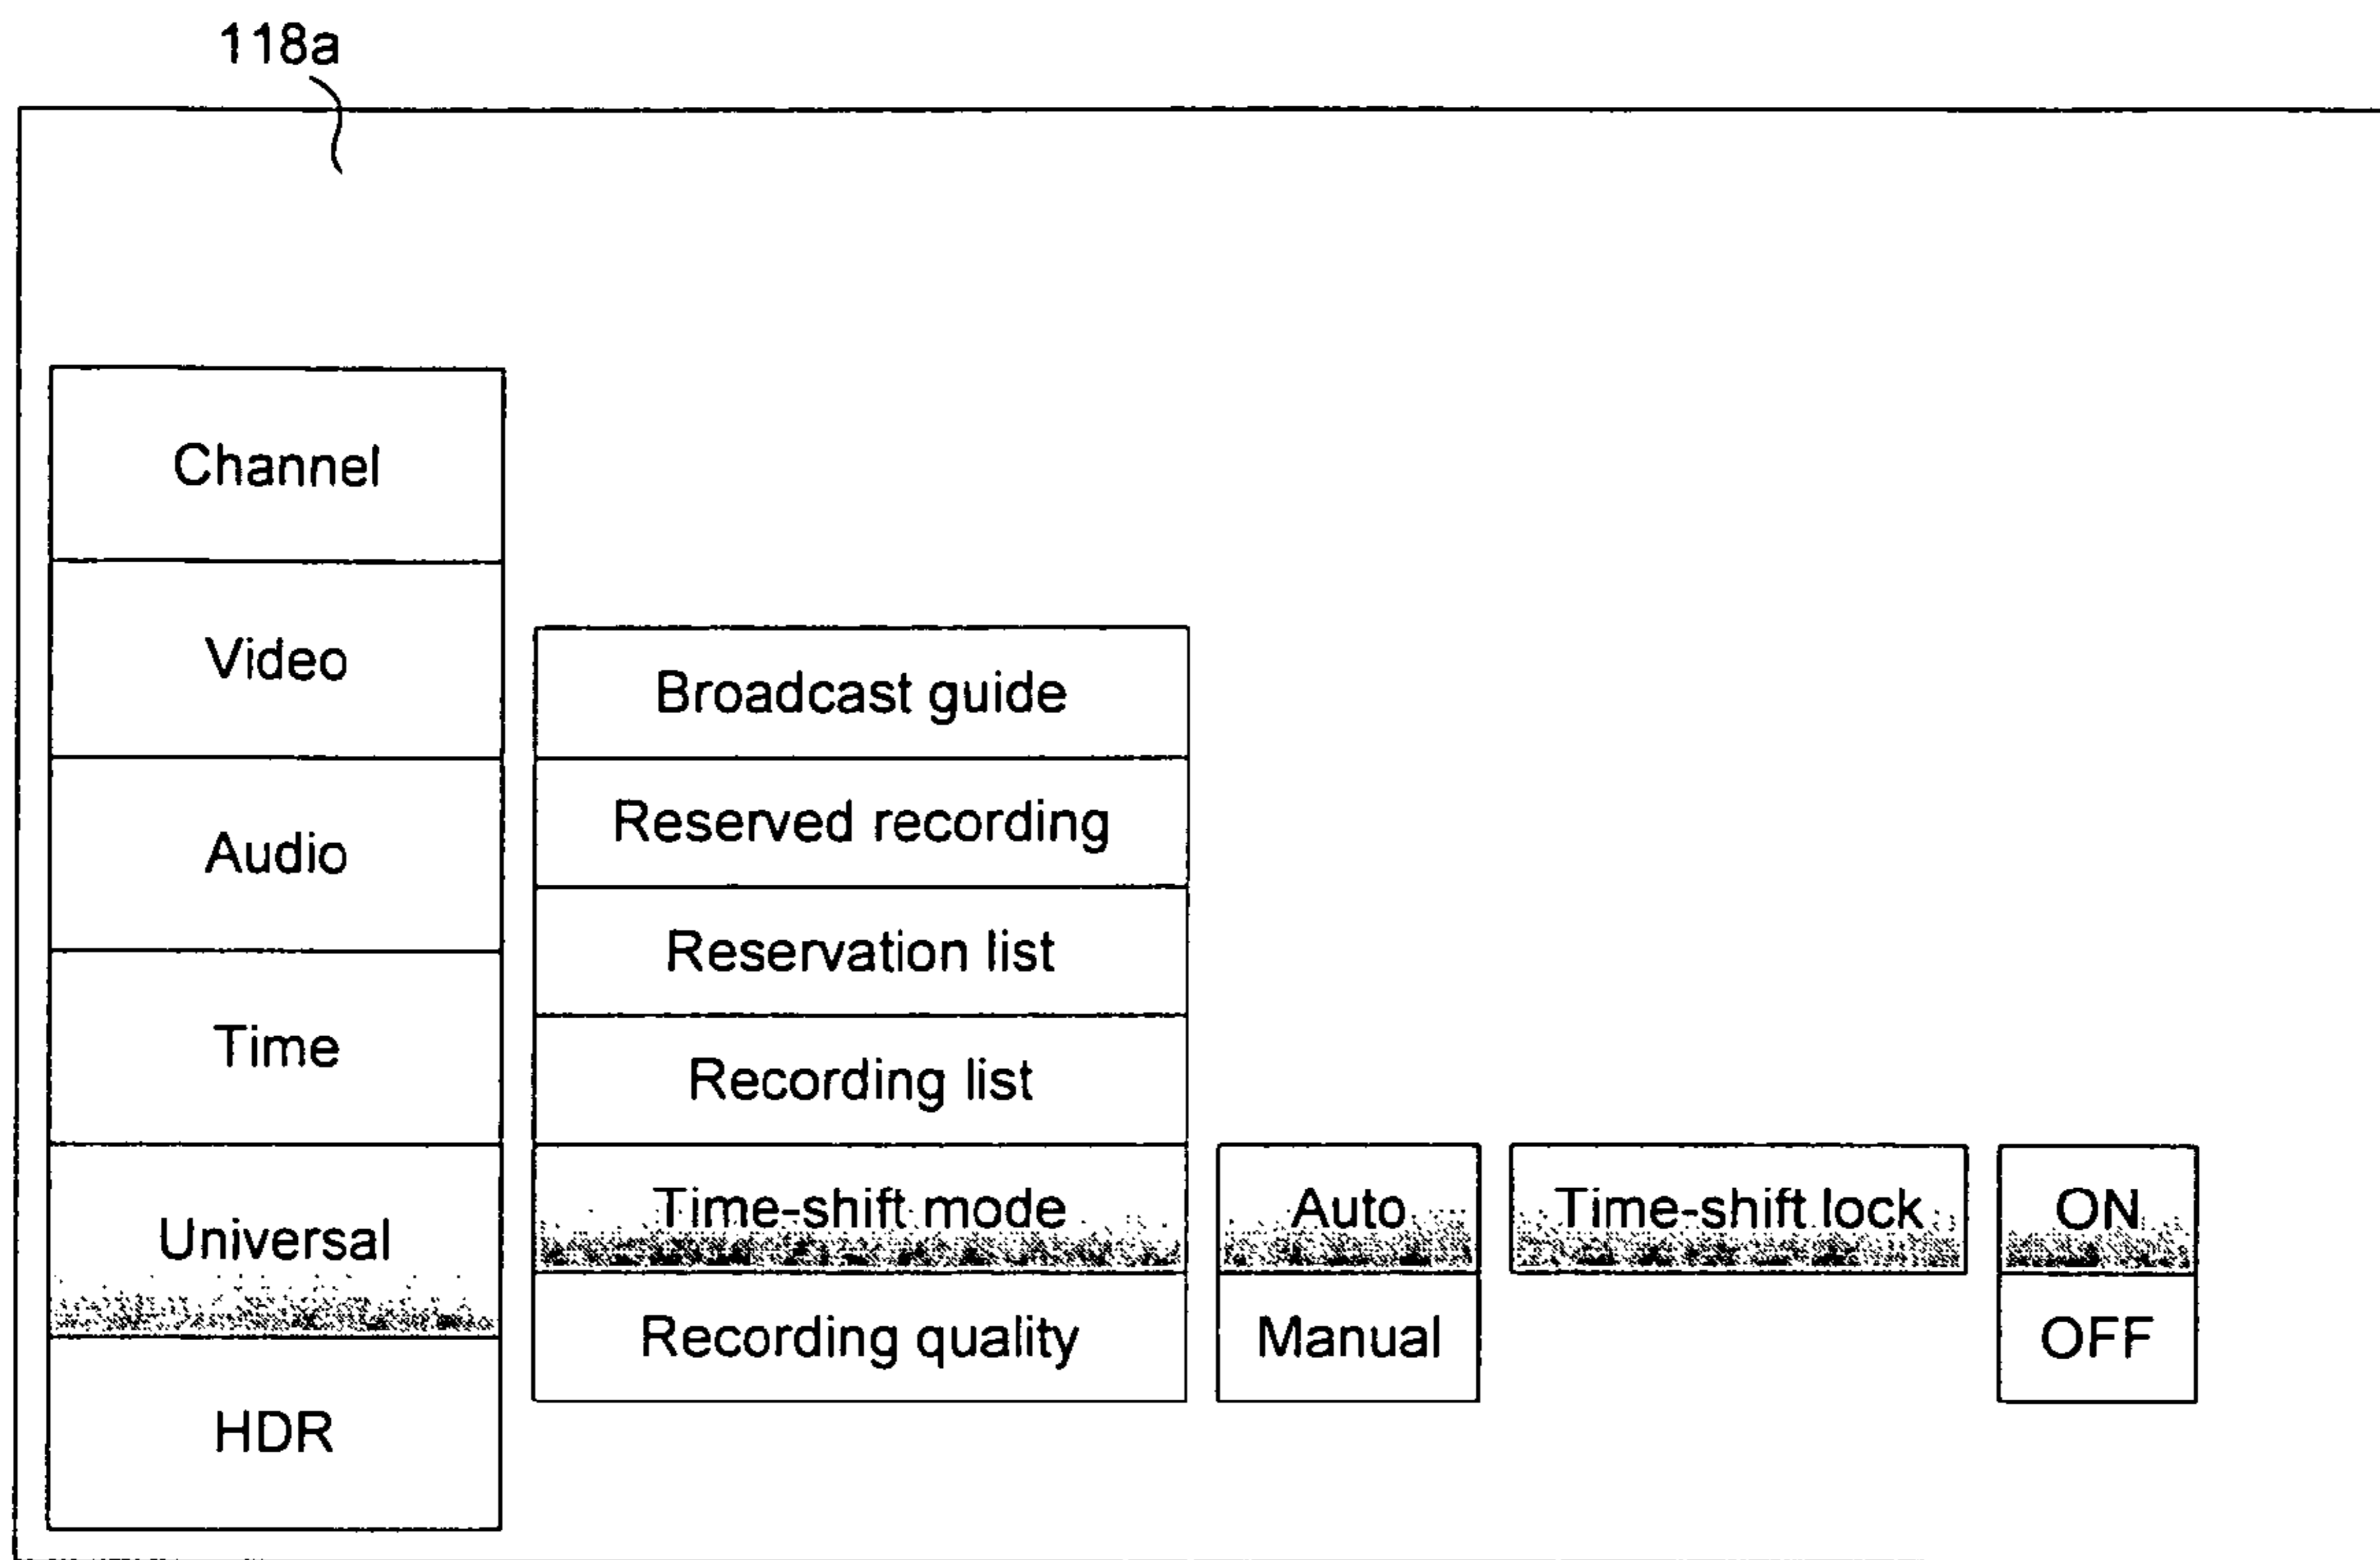 118a
Channel
Video
Audio
Time
Universal
HDR
Broadcast guide
Reserved recording
Reservation list
Recording list
Time-shift mode
Recording quality
Auto
Manual
Time-shift lock
ON
OFF